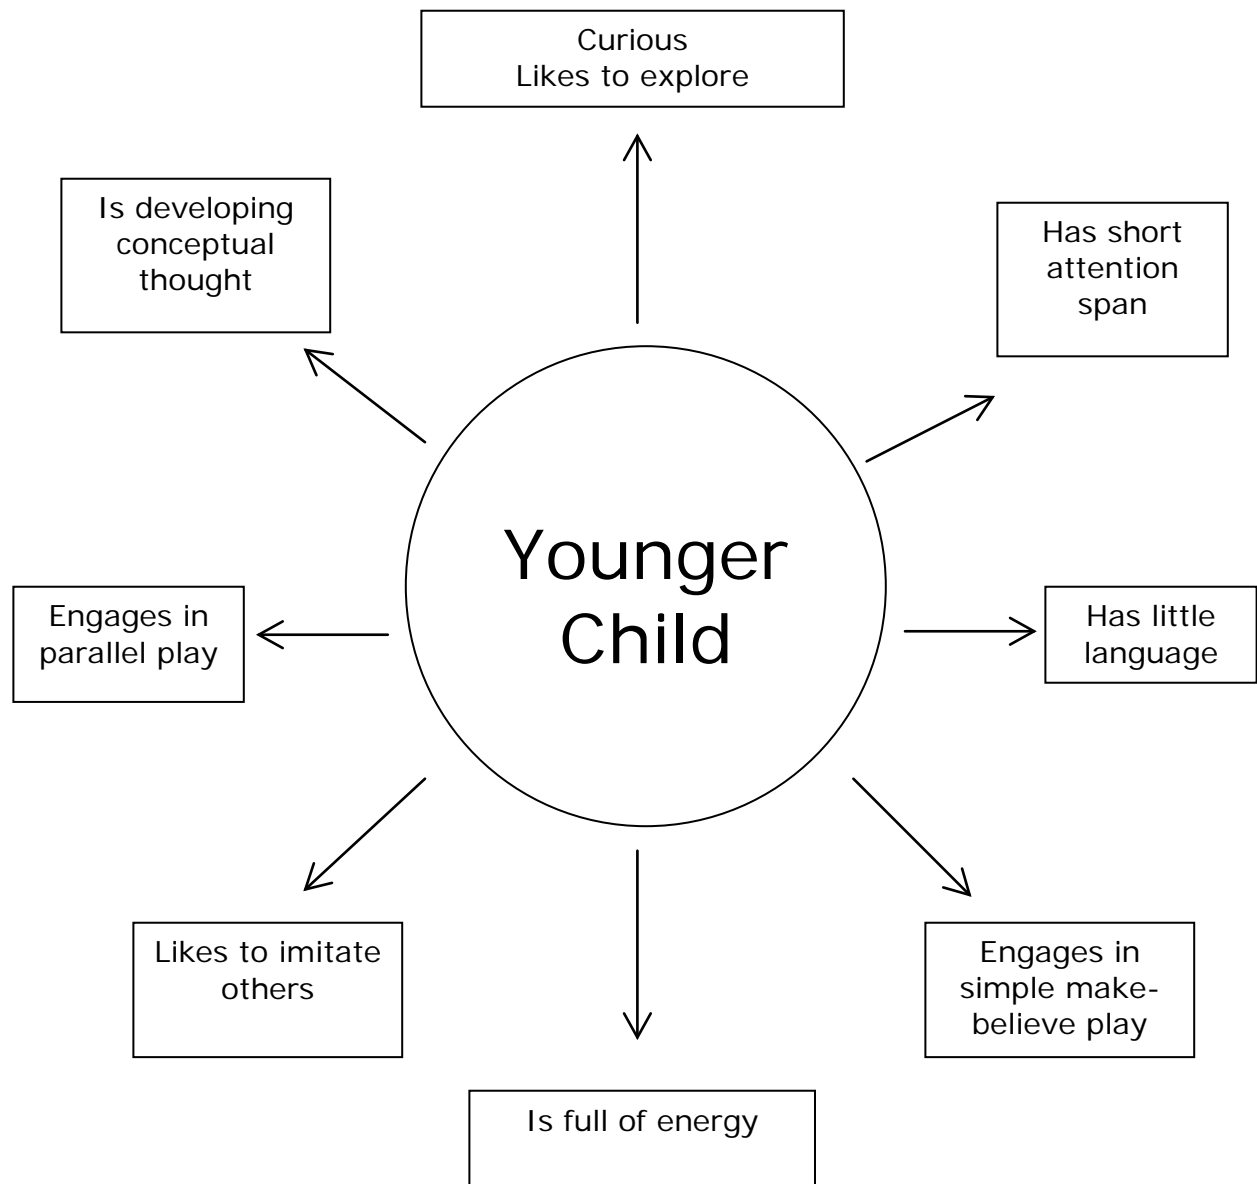 Curious
Likes to explore
Is developing
conceptual
thought
Has short
attention
span
Younger
Child
Engages in
parallel play
Has little
language
Likes to imitate
others
Engages in
simple make-
believe play
Is full of energy